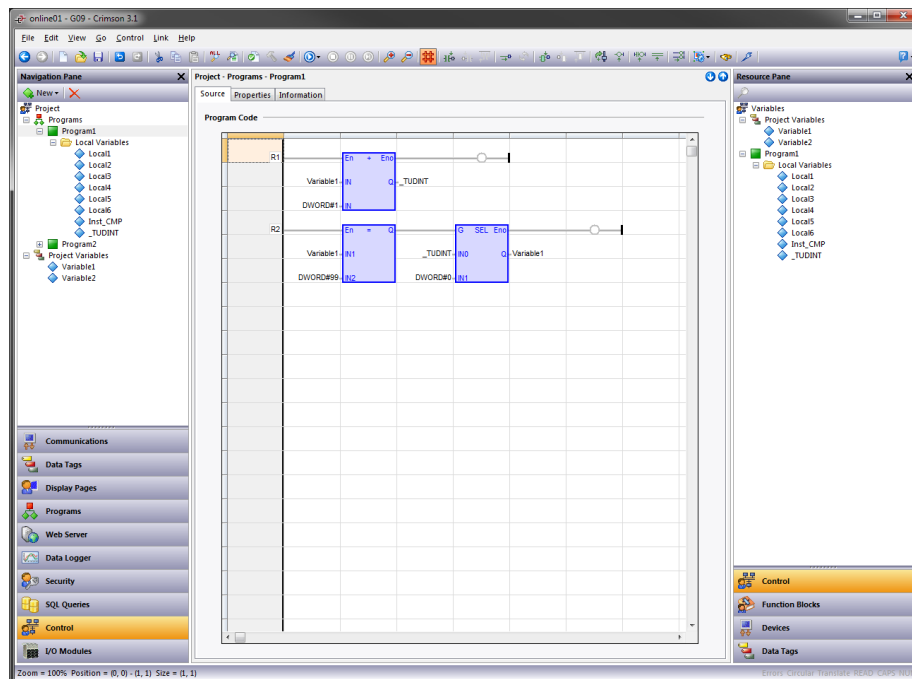 online01 - G09 - Crimson 3.1
File Edit View Go Control Link Help
Navigation Pane
New
Project
Programs
Program1
Local Variables
Local1
Local2
Local3
Local4
Local5
Local6
Inst_CMP
_TUDINT
Program2
Project Variables
Variable1
Variable2
Communications
Data Tags
Display Pages
Programs
Web Server
Data Logger
Security
SQL Queries
Control
I/O Modules
Project - Programs - Program1
Source Properties Information
Program Code
R1
En + Eno
Variable1 IN Q _TUDINT
DWORD#1 IN
R2
En = Q G SEL Eno
Variable1 IN1 _TUDINT IN0 Q Variable1
DWORD#99 IN2 DWORD#0 IN1
Resource Pane
Variables
Project Variables
Variable1
Variable2
Program1
Local Variables
Local1
Local2
Local3
Local4
Local5
Local6
Inst_CMP
_TUDINT
Control
Function Blocks
Devices
Data Tags
Zoom = 100% Position = (0, 0) - (1, 1) Size = (1, 1)
Errors Circular Translate READ CAPS NUM